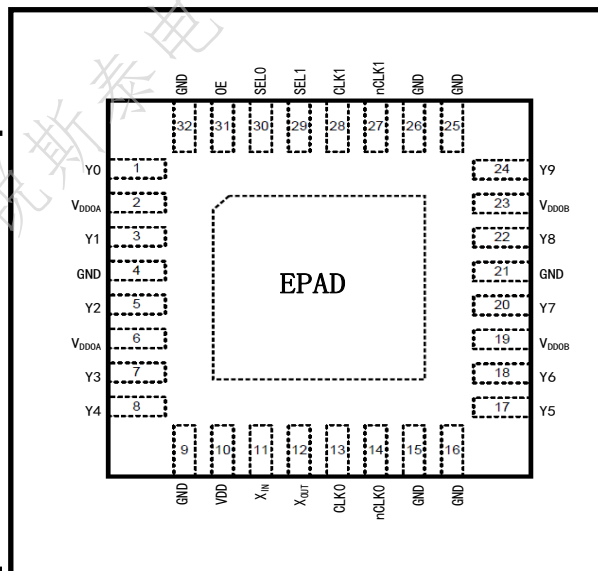 GND OE SEL0 SEL1 CLK1 nCLK1 GND GND
32 31 30 29 28 27 26 25
Y0 1 24 Y9
VDDOA 2 23 VDDOB
Y1 3 22 Y8
GND 4 21 GND
Y2 5 20 Y7
VDDOA 6 19 VDDOB
Y3 7 18 Y6
Y4 8 17 Y5
EPAD
9 10 11 12 13 14 15 16
GND VDD XIN XOUT CLK0 nCLK0 GND GND
斯泰电